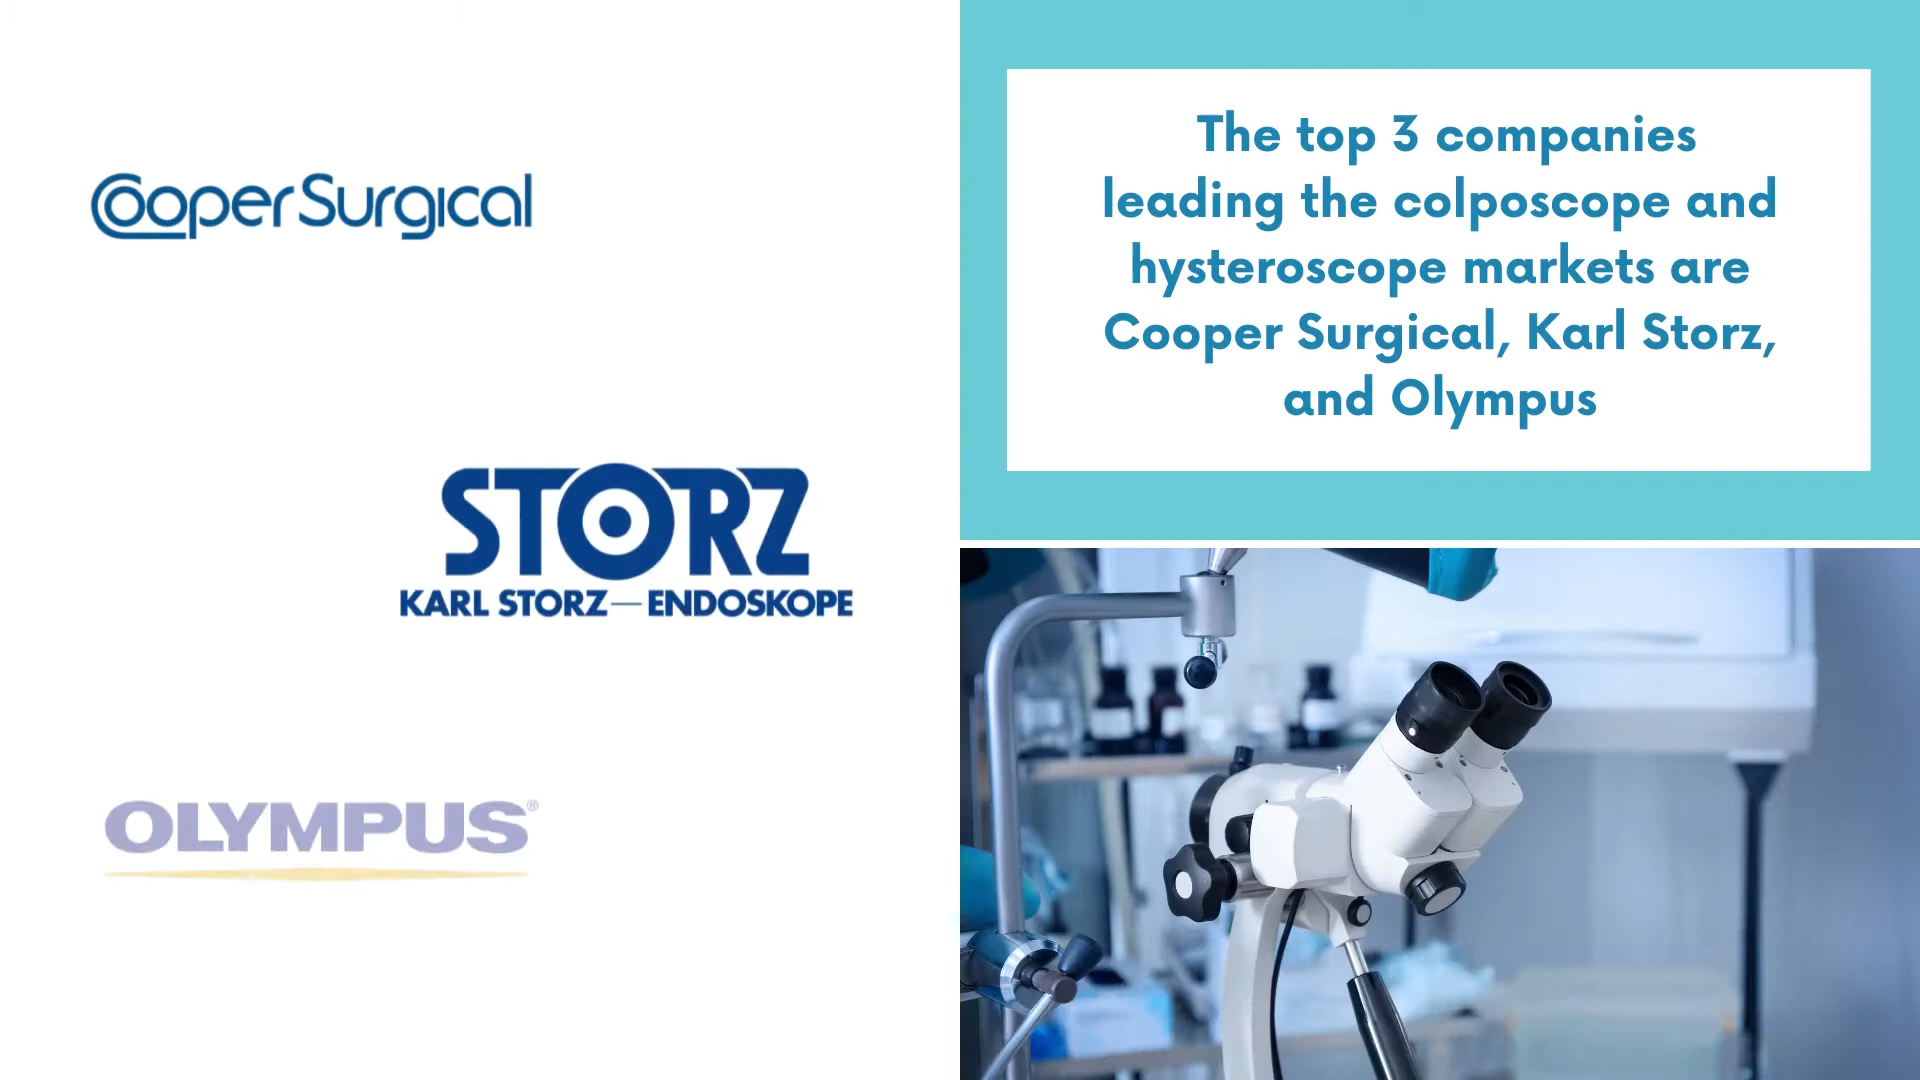 CooperSurgical
STORZ
KARL STORZ—ENDOSKOPE
OLYMPUS®
The top 3 companies
leading the colposcope and
hysteroscope markets are
Cooper Surgical, Karl Storz,
and Olympus